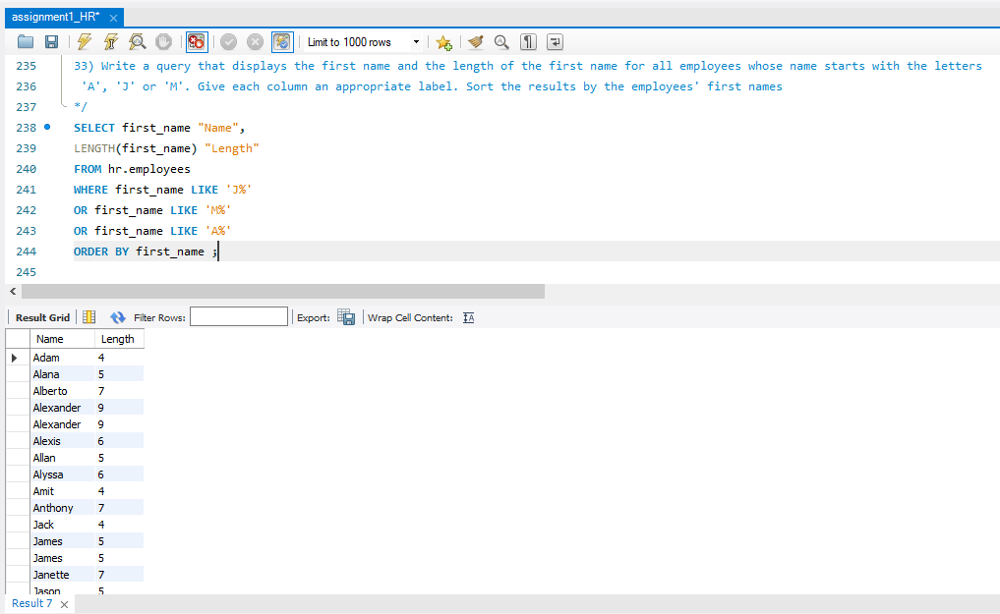 assignment1_HR*
Limit to 1000 rows
235 33) Write a query that displays the first name and the length of the first name for all employees whose name starts with the letters
236 'A', 'J' or 'M'. Give each column an appropriate label. Sort the results by the employees' first names
237 */
238 SELECT first_name "Name",
239 LENGTH(first_name) "Length"
240 FROM hr.employees
241 WHERE first_name LIKE 'J%'
242 OR first_name LIKE 'M%'
243 OR first_name LIKE 'A%'
244 ORDER BY first_name ;
245
Result Grid Filter Rows: Export: Wrap Cell Content:
Name Length
Adam 4
Alana 5
Alberto 7
Alexander 9
Alexander 9
Alexis 6
Allan 5
Alyssa 6
Amit 4
Anthony 7
Jack 4
James 5
James 5
Janette 7
Jason 5
Result 7